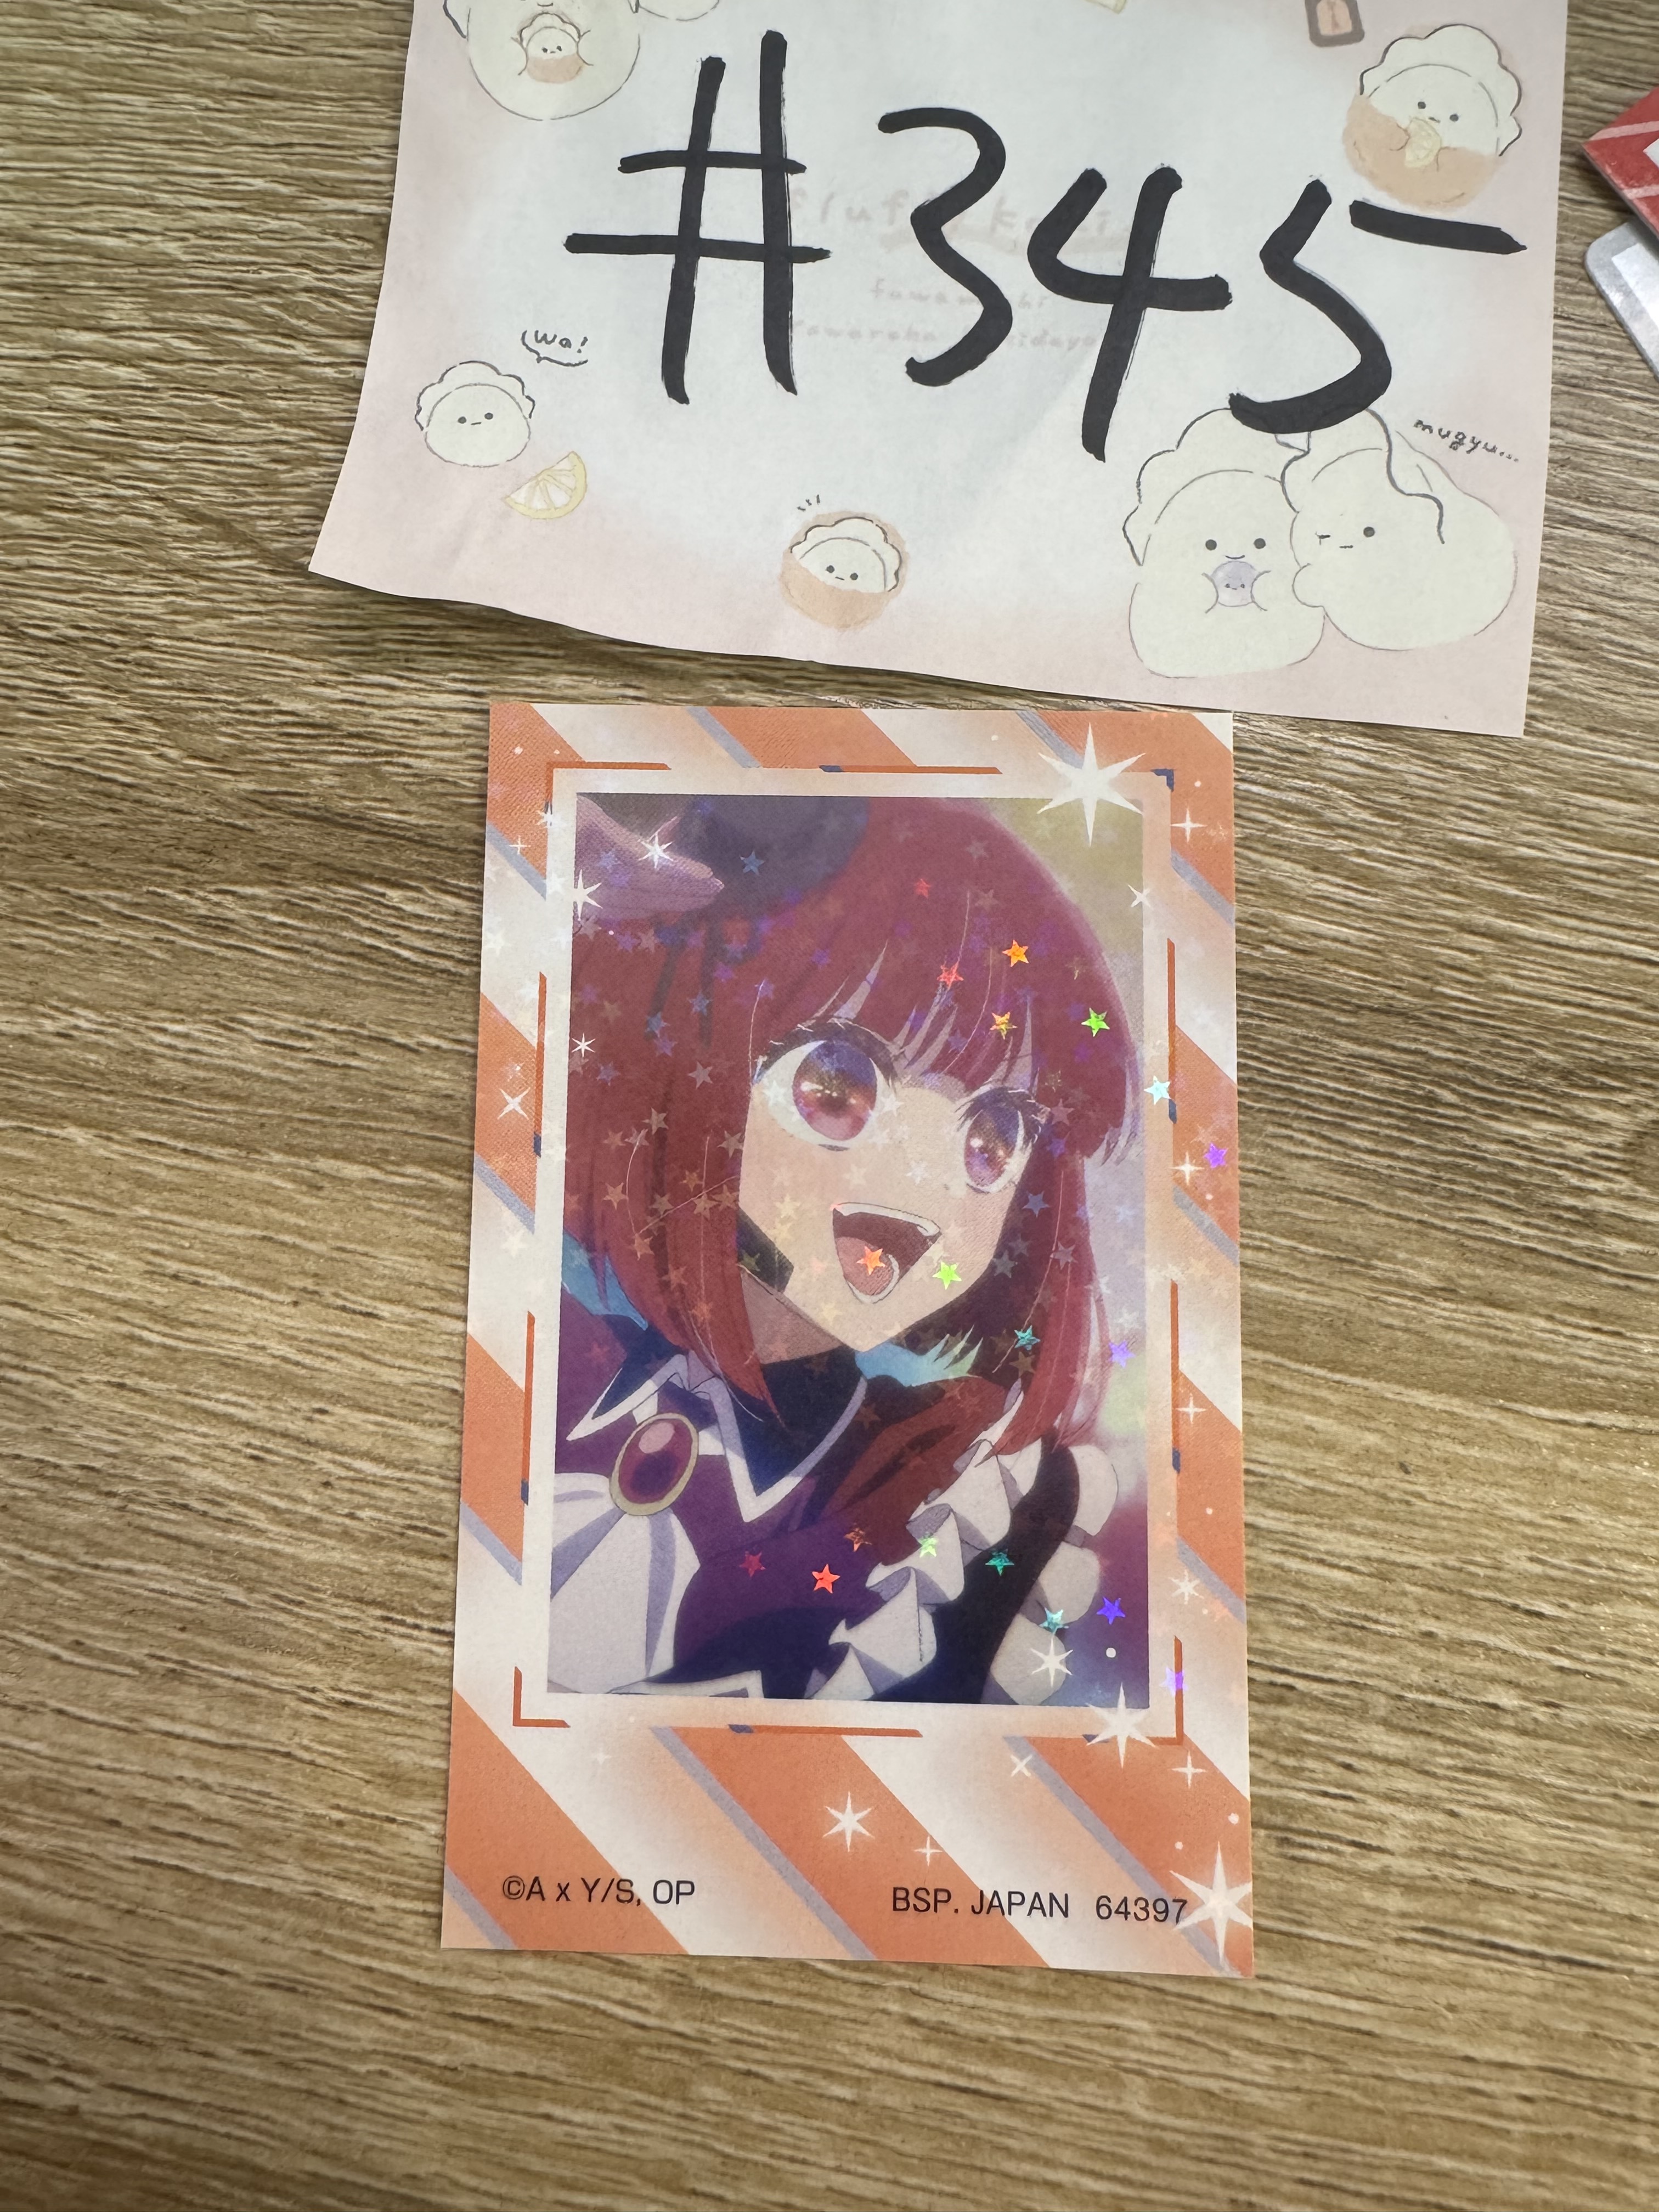 #345
wa!
mugyu...
©A x Y/S, OP
BSP. JAPAN 64397